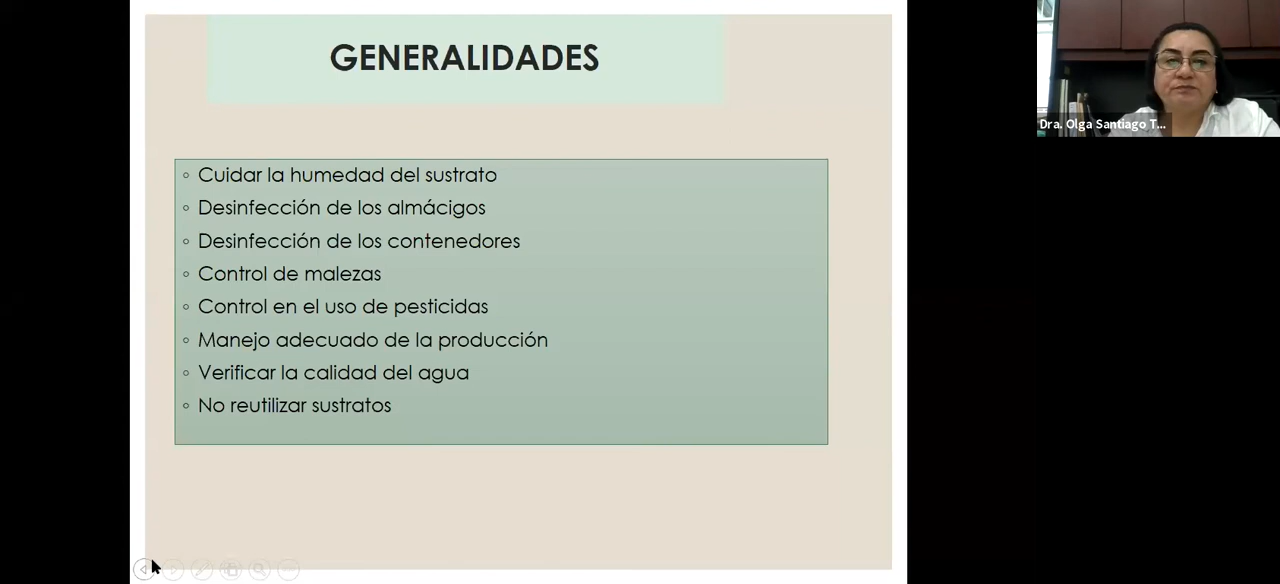 GENERALIDADES
Dra. Olga Santiago T...
Cuidar la humedad del sustrato
Desinfección de los almácigos
Desinfección de los contenedores
Control de malezas
Control en el uso de pesticidas
Manejo adecuado de la producción
Verificar la calidad del agua
No reutilizar sustratos